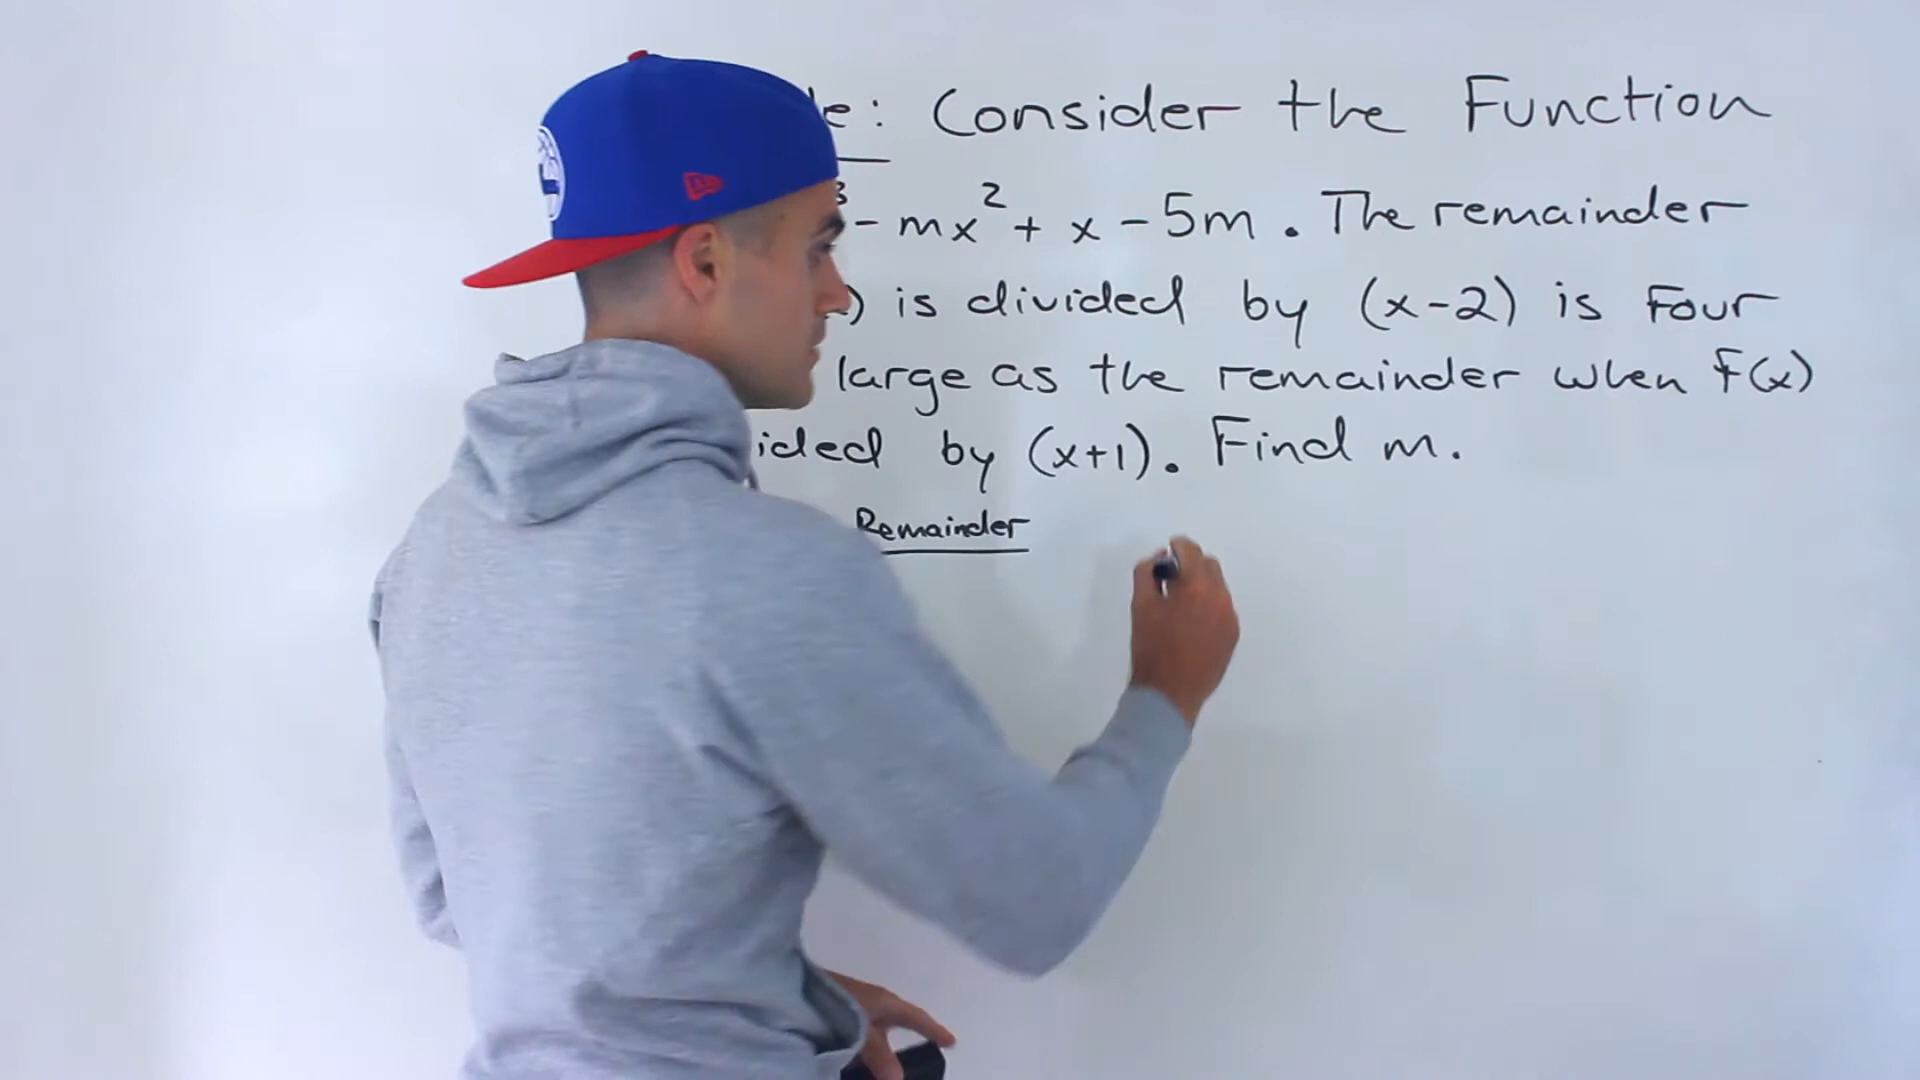 e: Consider the Function
3 - mx² + x - 5m. The remainder
) is divided by (x-2) is Four
large as the remainder when F(x)
ided by (x+1). Find m.
Remainder